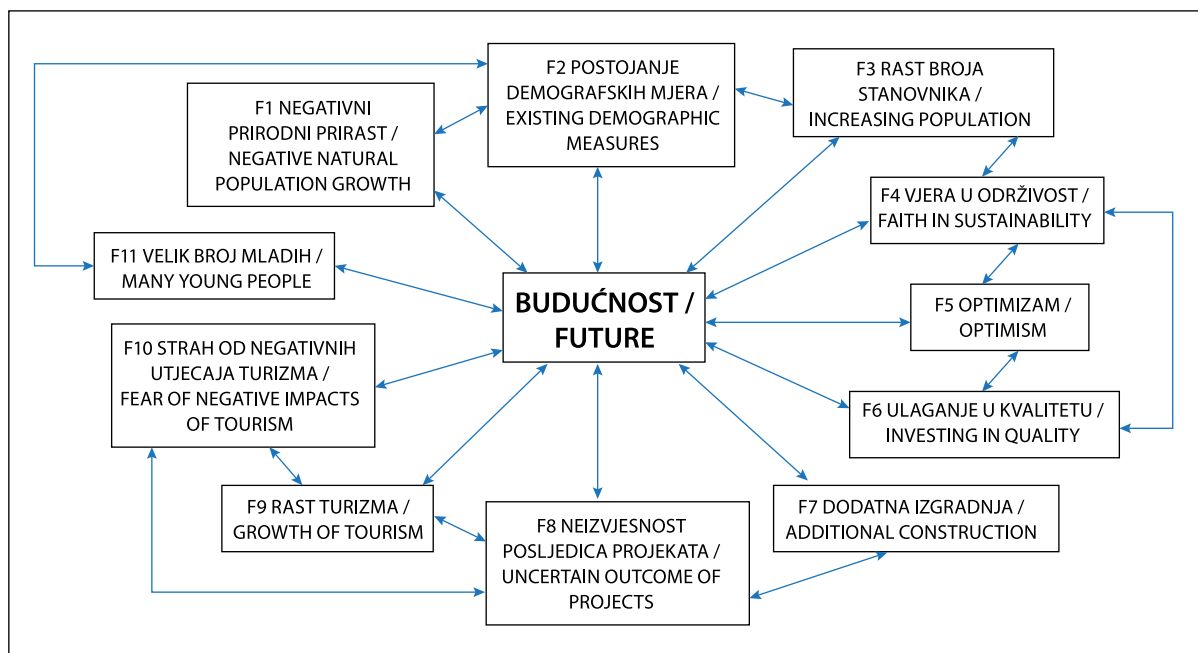 F1 NEGATIVNI
PRIRODNI PRIRAST /
NEGATIVE NATURAL
POPULATION GROWTH
F2 POSTOJANJE
DEMOGRAFSKIH MJERA /
EXISTING DEMOGRAPHIC
MEASURES
F3 RAST BROJA
STANOVNIKA /
INCREASING POPULATION
F4 VJERA U ODRŽIVOST /
FAITH IN SUSTAINABILITY
F11 VELIK BROJ MLADIH /
MANY YOUNG PEOPLE
BUDUĆNOST /
FUTURE
F5 OPTIMIZAM /
OPTIMISM
F10 STRAH OD NEGATIVNIH
UTJECAJA TURIZMA /
FEAR OF NEGATIVE IMPACTS
OF TOURISM
F6 ULAGANJE U KVALITETU /
INVESTING IN QUALITY
F9 RAST TURIZMA /
GROWTH OF TOURISM
F8 NEIZVJESNOST
POSLJEDICA PROJEKATA /
UNCERTAIN OUTCOME OF
PROJECTS
F7 DODATNA IZGRADNJA /
ADDITIONAL CONSTRUCTION